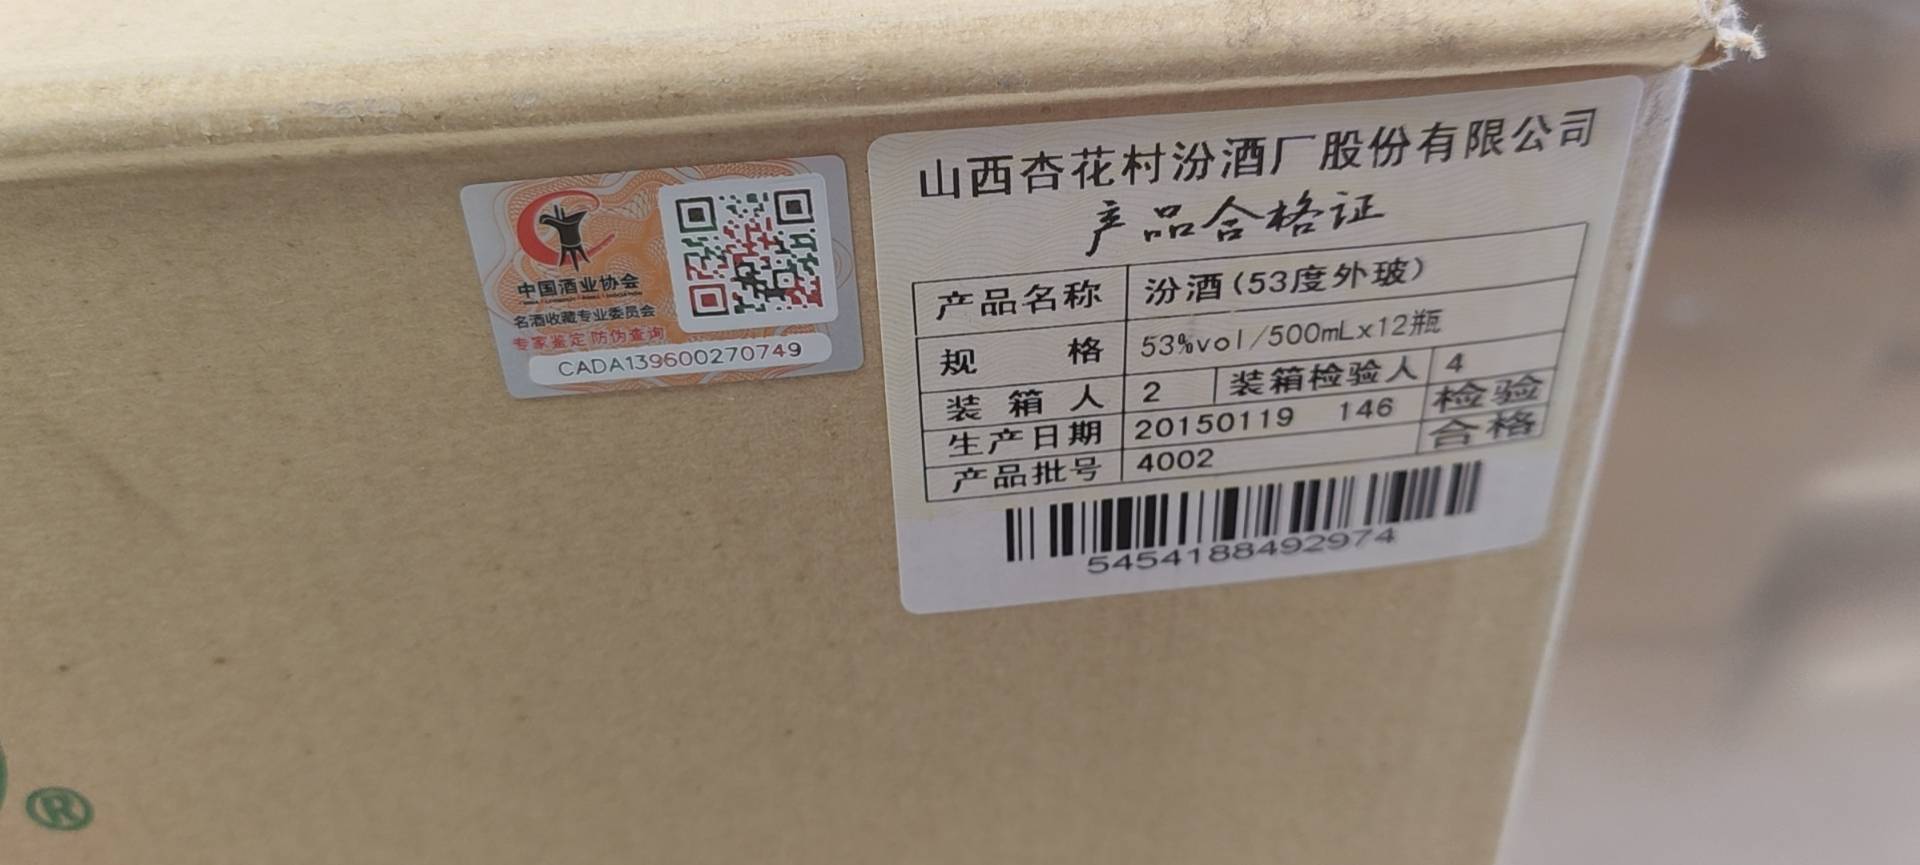 中国酒业协会
名酒收藏专业委员会
专家鉴定 防伪查询
CADA139600270749
山西杏花村汾酒厂股份有限公司
产品合格证
产品名称 汾酒(53度外玻)
规 格 53%vol/500mLx12瓶
装箱人 2 装箱检验人 4
生产日期 20150119 146 检验
产品批号 4002 合格
5454188492974
®